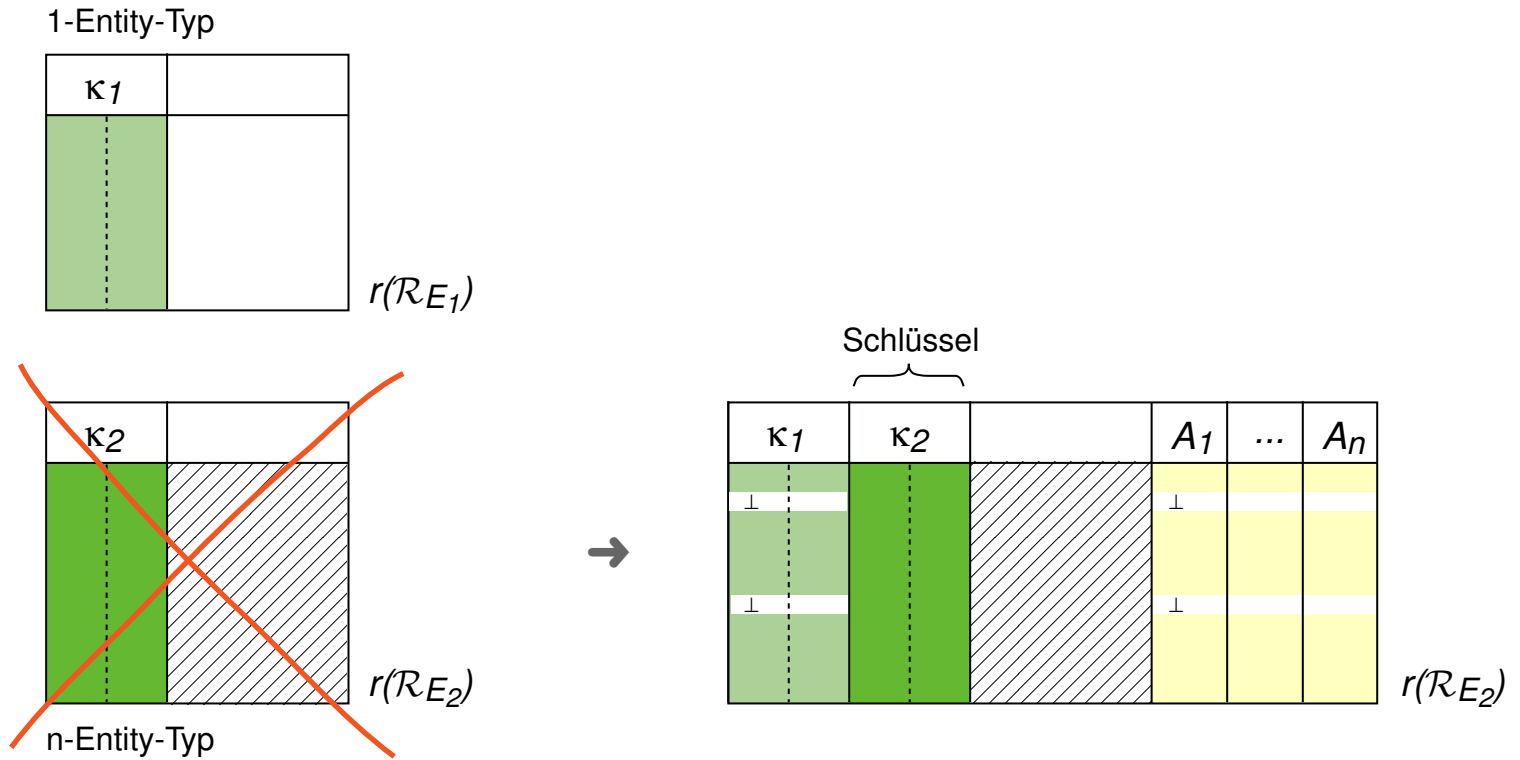 1-Entity-Typ
κ1
r(ℛE1)
Schlüssel
κ2
κ1 κ2 A1 ... An
⊥ ⊥
⊥ ⊥
r(ℛE2)
r(ℛE2)
n-Entity-Typ